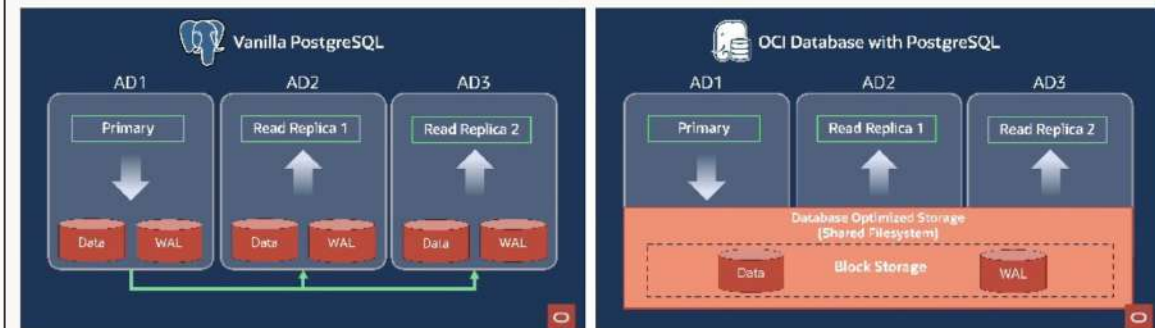 Vanilla PostgreSQL
AD1 AD2 AD3
Primary Read Replica 1 Read Replica 2
Data WAL Data WAL Data WAL
OCI Database with PostgreSQL
AD1 AD2 AD3
Primary Read Replica 1 Read Replica 2
Database Optimized Storage
(Shared Filesystem)
Block Storage
Data WAL